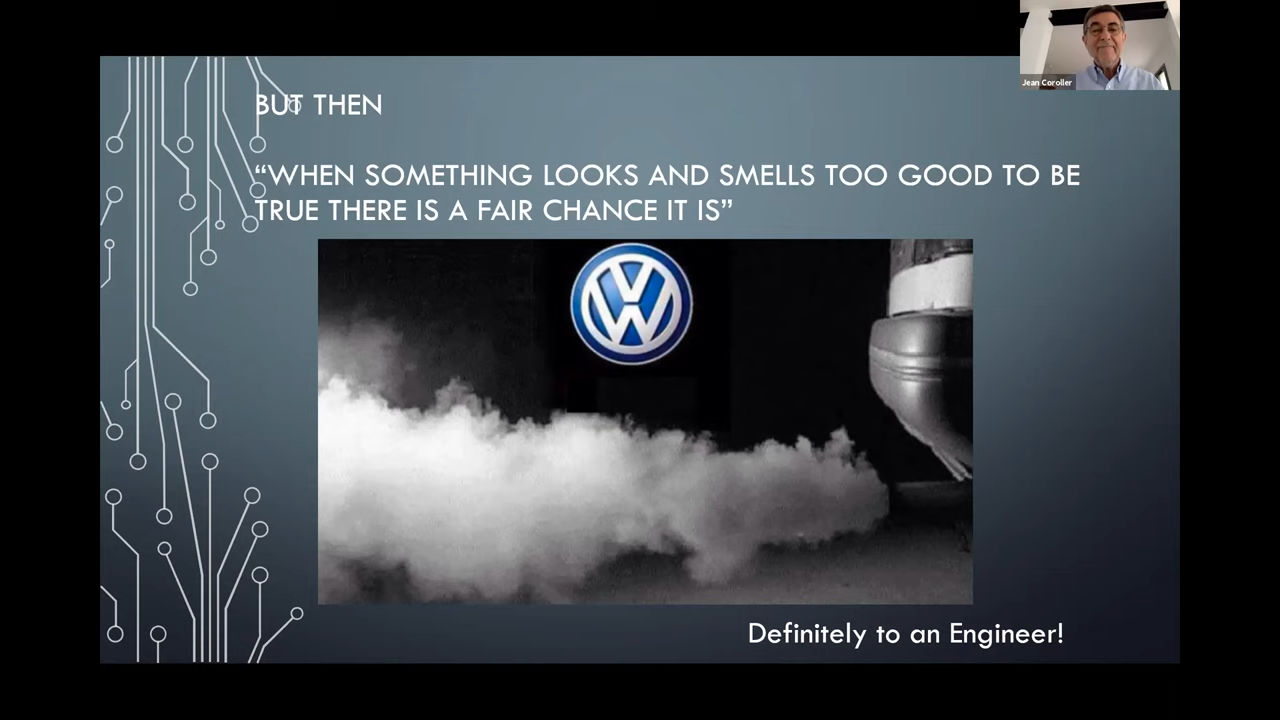 Jean Coroller
BUT THEN
“WHEN SOMETHING LOOKS AND SMELLS TOO GOOD TO BE
TRUE THERE IS A FAIR CHANCE IT IS”
VW
Definitely to an Engineer!